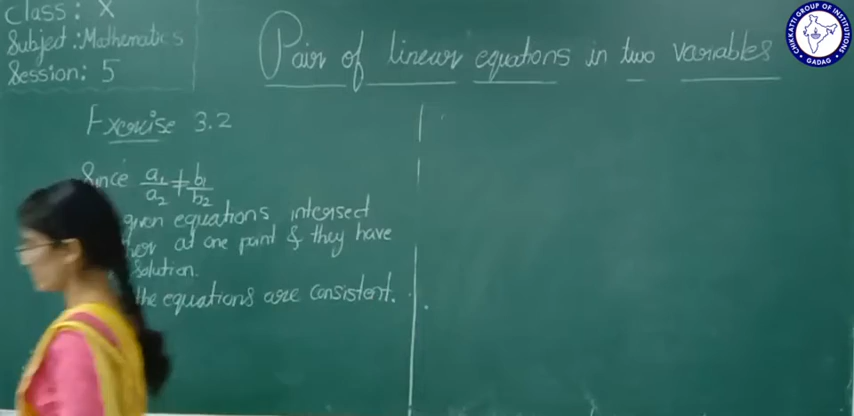 Class: X
Subject: Mathematics
Session: 5
Pair of linear equations in two variables
CHIKKATTI GROUP OF INSTITUTIONS
GADAG
Exercise 3.2
Since a₁/a₂ ≠ b₁/b₂
given equations intersect
at one point & they have
solution.
the equations are consistent.